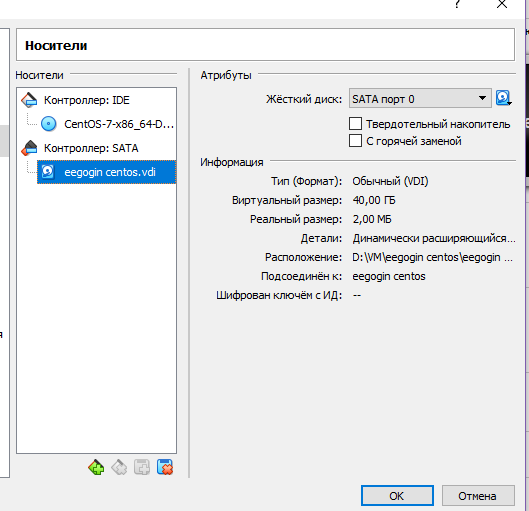 ?
Носители
Носители
Контроллер: IDE
CentOS-7-x86_64-D...
Контроллер: SATA
eegogin centos.vdi
Атрибуты
Жёсткий диск: SATA порт 0
Твердотельный накопитель
С горячей заменой
Информация
Тип (Формат): Обычный (VDI)
Виртуальный размер: 40,00 ГБ
Реальный размер: 2,00 МБ
Детали: Динамически расширяющийся...
Расположение: D:\VM\eegogin centos\eegogin ...
Подсоединён к: eegogin centos
Шифрован ключём с ИД: --
OK
Отмена